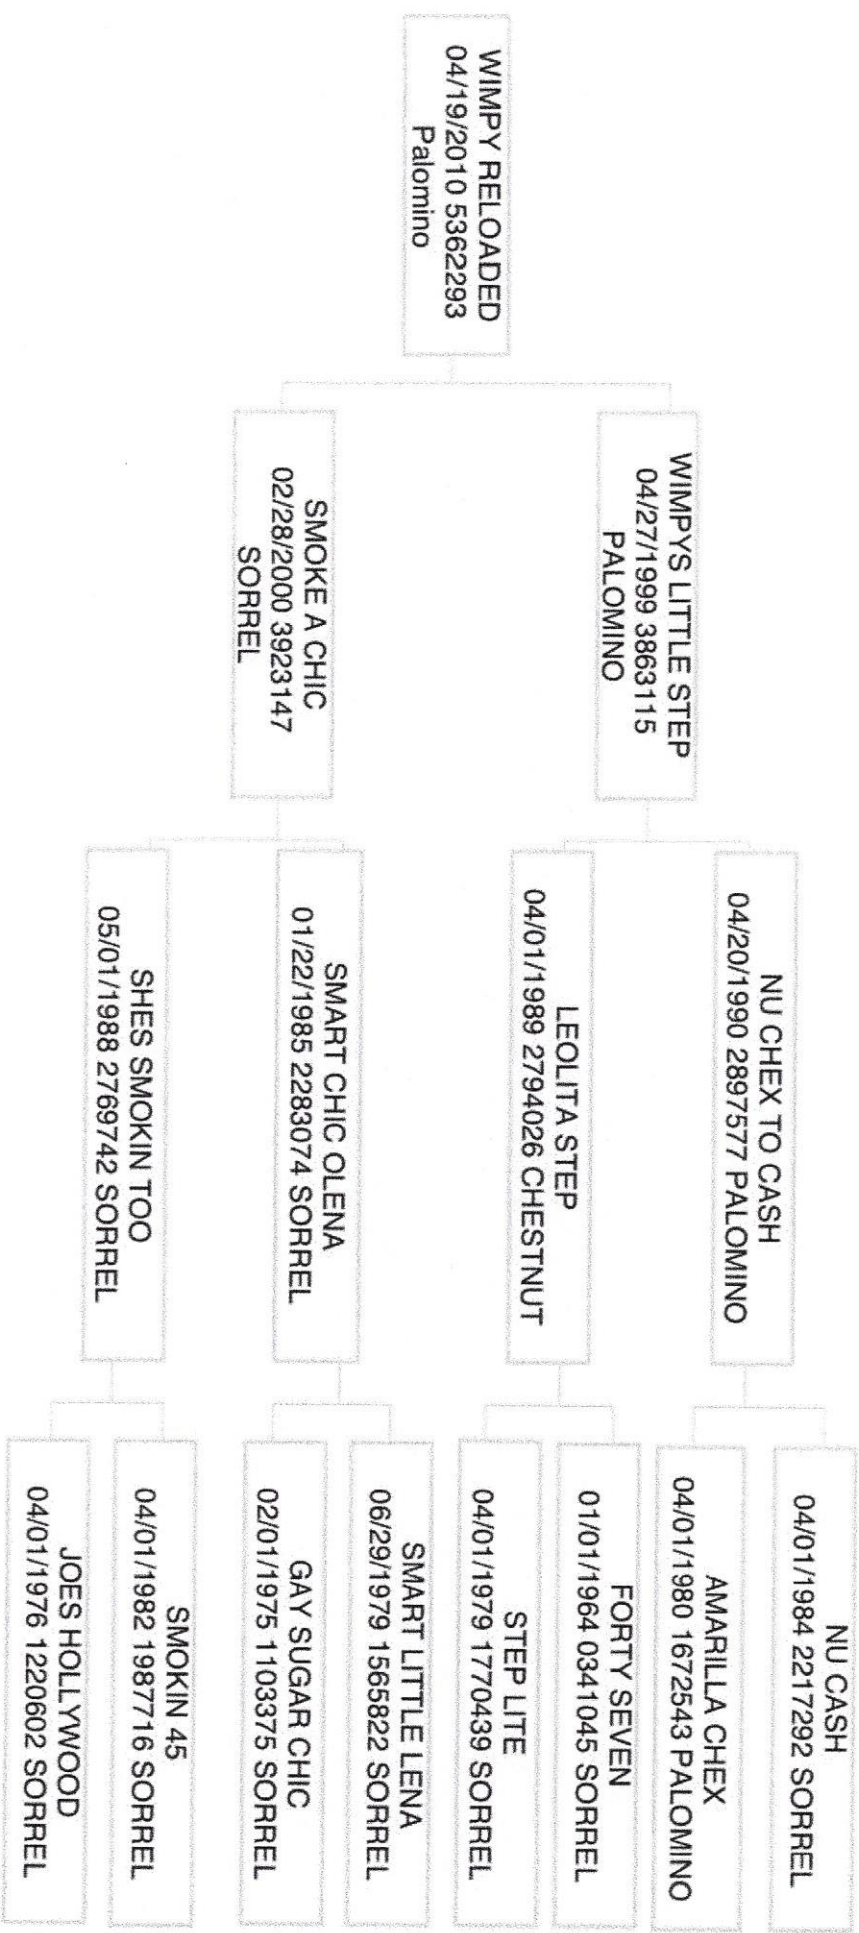 WIMPY RELOADED
04/19/2010 5362293
Palomino
WIMPYS LITTLE STEP
04/27/1999 3863115
PALOMINO
SMOKE A CHIC
02/28/2000 3923147
SORREL
NU CHEX TO CASH
04/20/1990 2897577 PALOMINO
LEOLITA STEP
04/01/1989 2794026 CHESTNUT
SMART CHIC OLENA
01/22/1985 2283074 SORREL
SHES SMOKIN TOO
05/01/1988 2769742 SORREL
NU CASH
04/01/1984 2217292 SORREL
AMARILLA CHEX
04/01/1980 1672543 PALOMINO
FORTY SEVEN
01/01/1964 0341045 SORREL
STEP LITE
04/01/1979 1770439 SORREL
SMART LITTLE LENA
06/29/1979 1565822 SORREL
GAY SUGAR CHIC
02/01/1975 1103375 SORREL
SMOKIN 45
04/01/1982 1987716 SORREL
JOES HOLLYWOOD
04/01/1976 1220602 SORREL